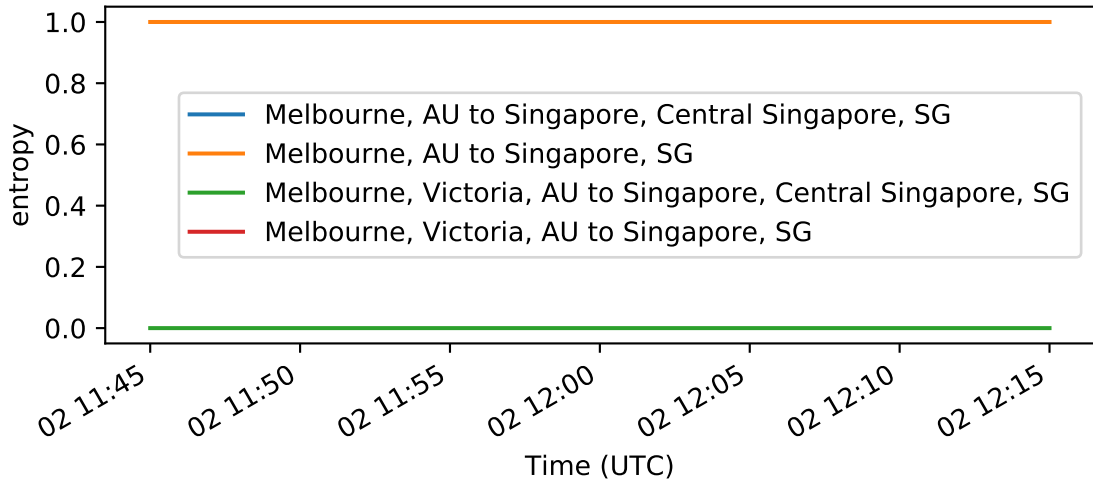 1.0
0.8
0.6
0.4
0.2
0.0
entropy
Melbourne, AU to Singapore, Central Singapore, SG
Melbourne, AU to Singapore, SG
Melbourne, Victoria, AU to Singapore, Central Singapore, SG
Melbourne, Victoria, AU to Singapore, SG
02 11:45
02 11:50
02 11:55
02 12:00
02 12:05
02 12:10
02 12:15
Time (UTC)